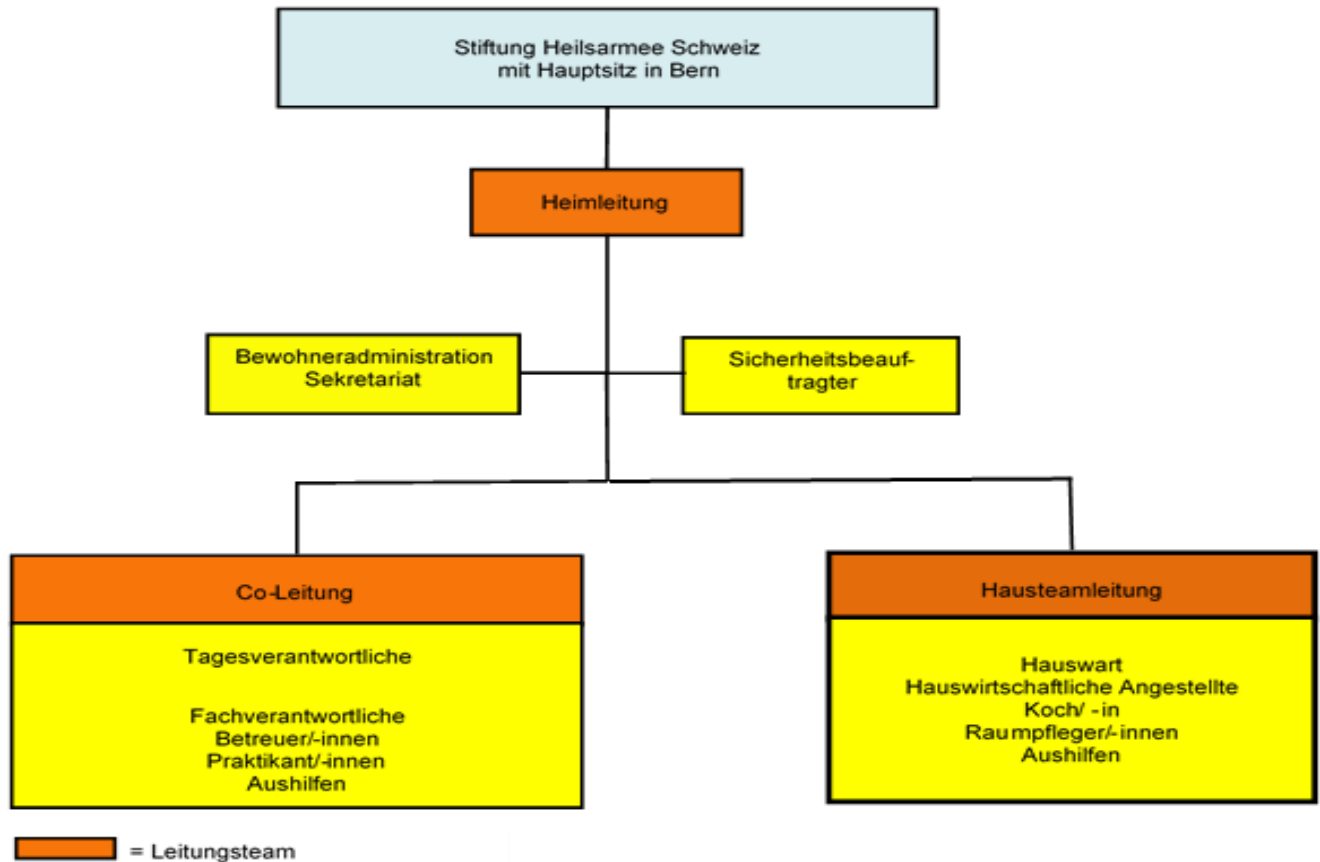 Stiftung Heilsarmee Schweiz
mit Hauptsitz in Bern
Heimleitung
Bewohneradministration
Sekretariat
Sicherheitsbeauf-
tragter
Co-Leitung
Tagesverantwortliche
Fachverantwortliche
Betreuer/-innen
Praktikant/-innen
Aushilfen
Hausteamleitung
Hauswart
Hauswirtschaftliche Angestellte
Koch/ -in
Raumpfleger/-innen
Aushilfen
= Leitungsteam